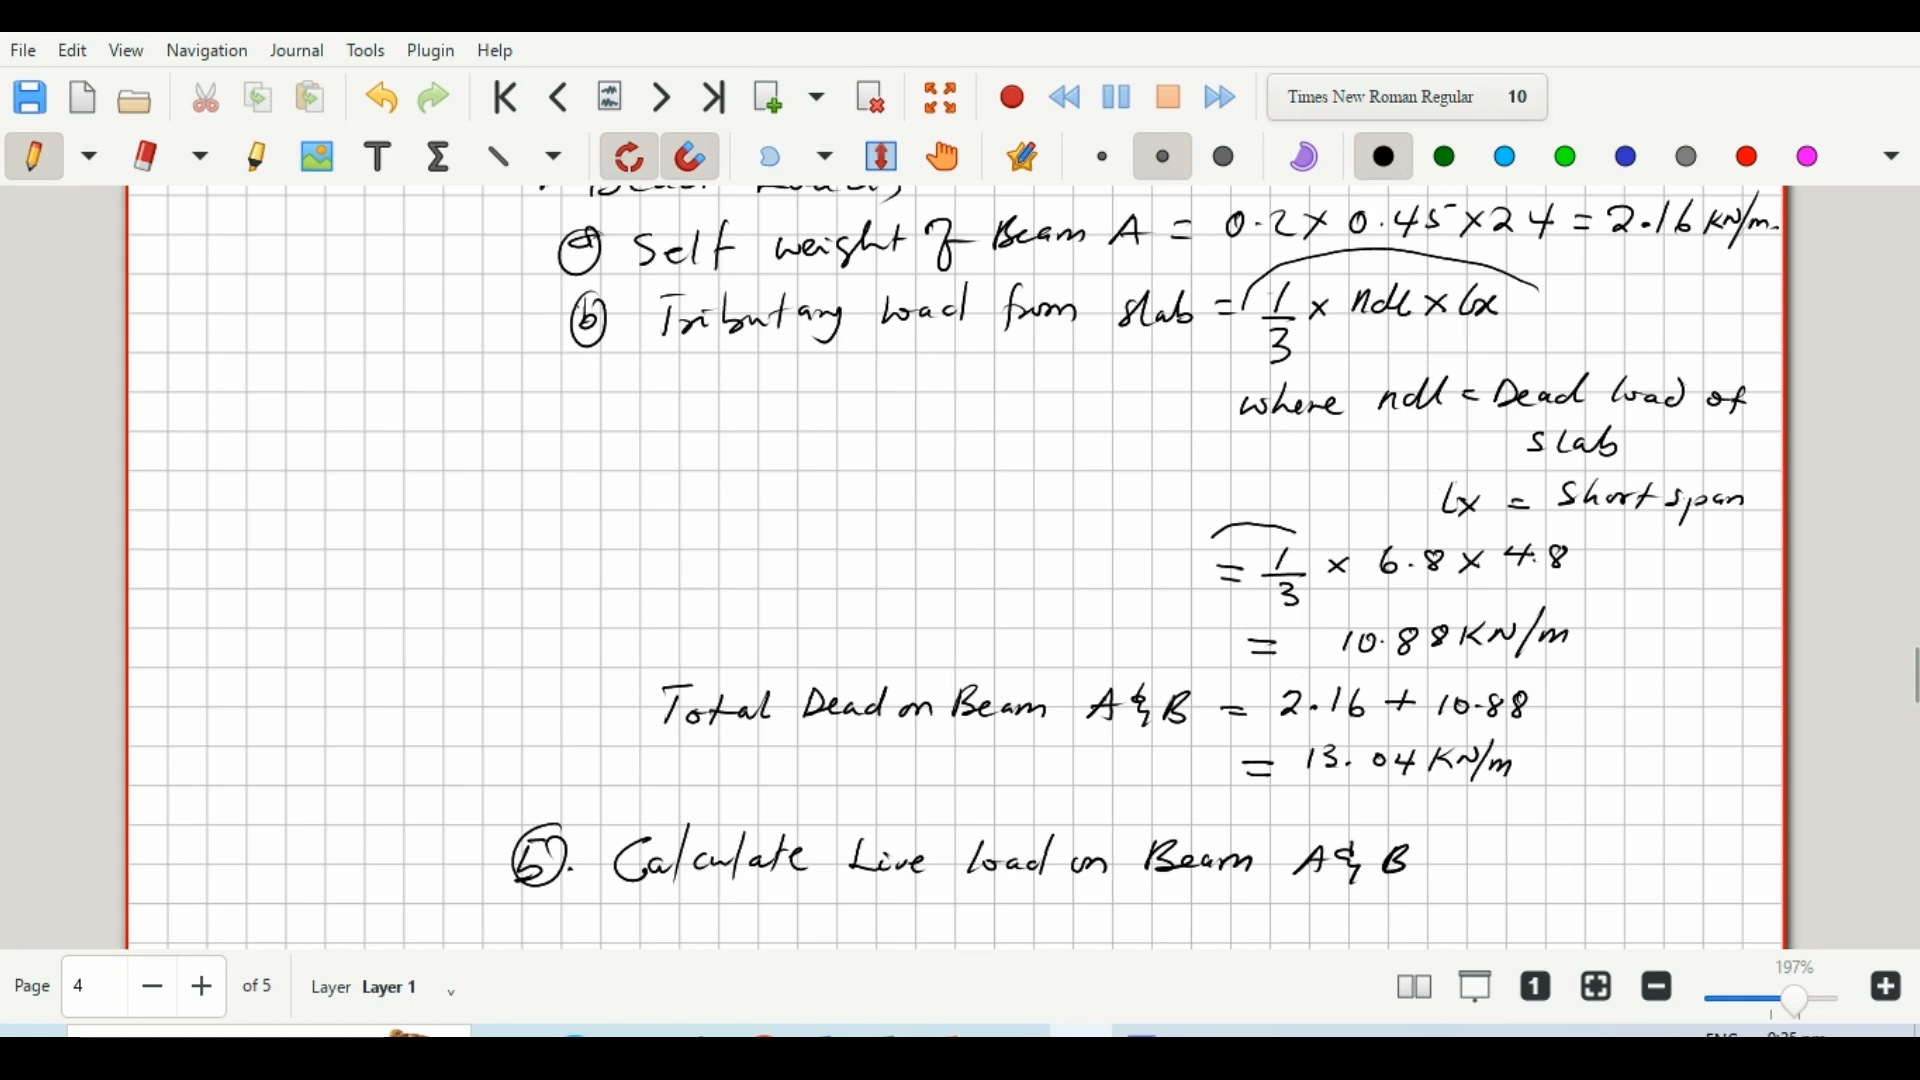 File Edit View Navigation Journal Tools Plugin Help
Times New Roman Regular 10
(a) Self weight of Beam A = 0.2 x 0.45 x 24 = 2.16 KN/m.
(b) Tributary Load from slab = 1/3 x ndl x lx
where ndl = Dead load of
slab
lx = Short span
= 1/3 x 6.8 x 4.8
= 10.88 KN/m
Total Dead on Beam A & B = 2.16 + 10.88
= 13.04 KN/m
(5). Calculate Live Load on Beam A & B
Page 4 of 5 Layer Layer 1
197%